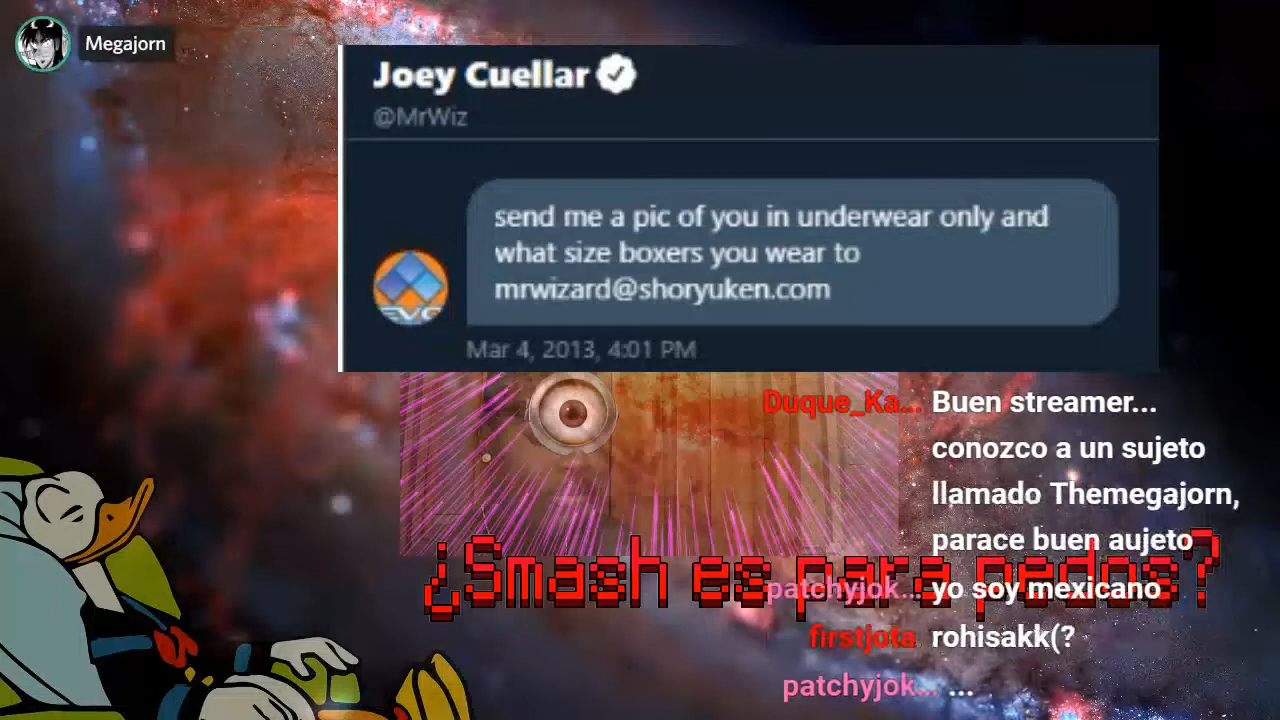 Megajorn
Joey Cuellar
@MrWiz
send me a pic of you in underwear only and
what size boxers you wear to
mrwizard@shoryuken.com
EVO
Mar 4, 2013, 4:01 PM
Duque_Ka... Buen streamer...
conozco a un sujeto
llamado Themegajorn,
parace buen aujeto
¿Smash es para pedos?
patchyjok... yo soy mexicano
firstjota rohisakk(?
patchyjok... ...